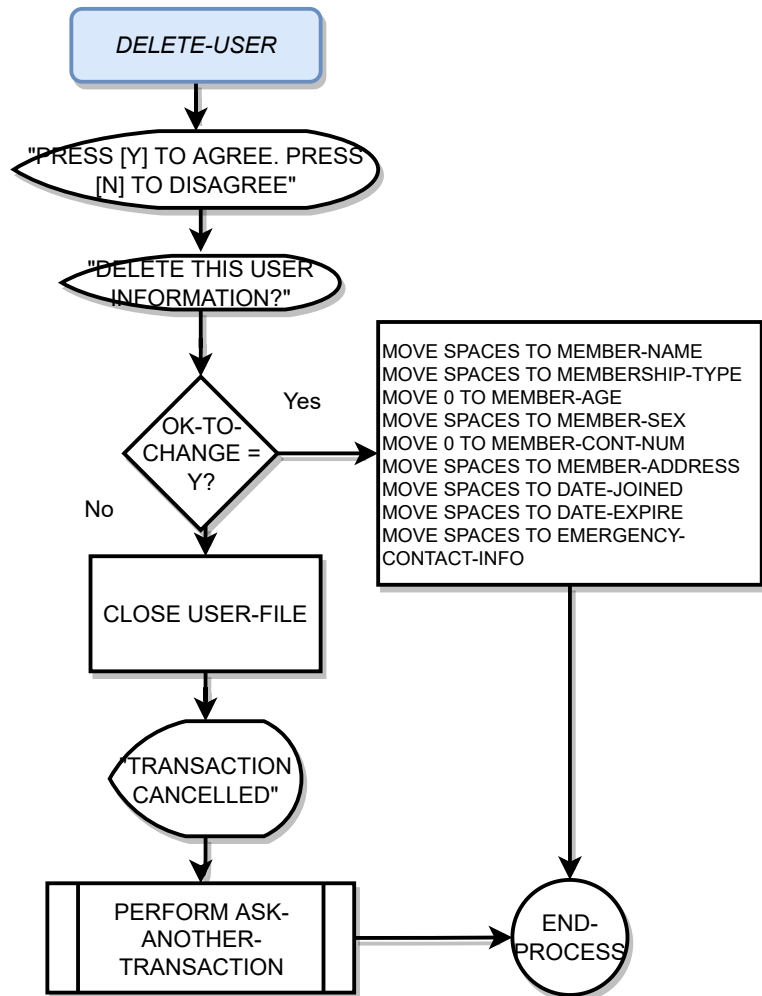 DELETE-USER
"PRESS [Y] TO AGREE. PRESS
[N] TO DISAGREE"
"DELETE THIS USER
INFORMATION?"
OK-TO-
CHANGE =
Y?
Yes
MOVE SPACES TO MEMBER-NAME
MOVE SPACES TO MEMBERSHIP-TYPE
MOVE 0 TO MEMBER-AGE
MOVE SPACES TO MEMBER-SEX
MOVE 0 TO MEMBER-CONT-NUM
MOVE SPACES TO MEMBER-ADDRESS
MOVE SPACES TO DATE-JOINED
MOVE SPACES TO DATE-EXPIRE
MOVE SPACES TO EMERGENCY-
CONTACT-INFO
No
CLOSE USER-FILE
"TRANSACTION
CANCELLED"
PERFORM ASK-
ANOTHER-
TRANSACTION
END-
PROCESS